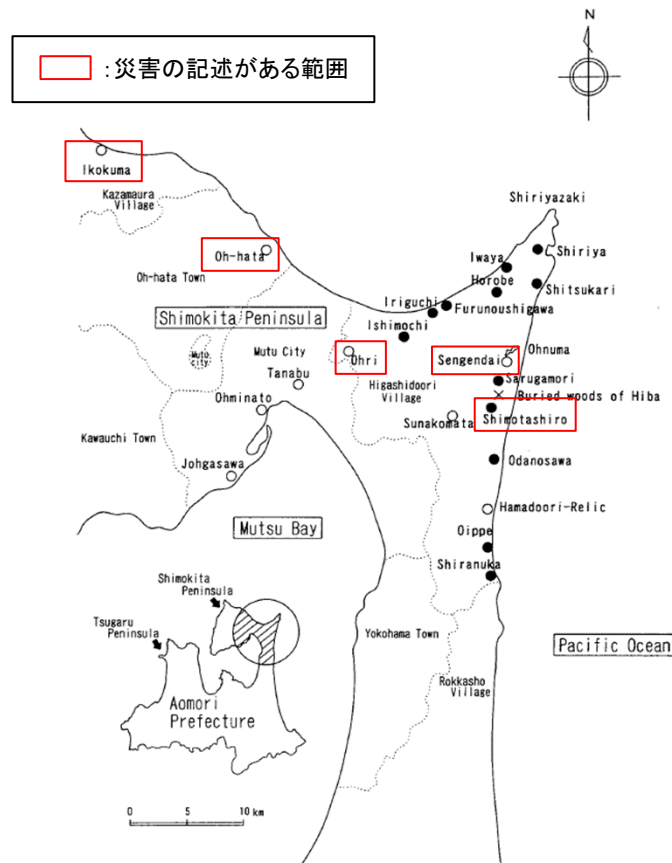 :災害の記述がある範囲
N
Ikokuma
Kazamaura
Village
Shiriyazaki
Oh-hata
Iwaya
Shiriya
Oh-hata Town
Horobe
Shitsukari
Iriguchi
Furunoushigawa
Shimokita Peninsula
Ishimochi
Ohnuma
Muto
city
Mutu City
Ohri
Sengendai
Tanabu
Higashidoori
Village
Sarugamori
Buried woods of Hiba
Ohminato
Sunakomata
Shimotashiro
Kawauchi Town
Johgasawa
Odanosawa
Mutsu Bay
Hamadoori-Relic
Oippe
Shiranuka
Shimokita
Peninsula
Tsugaru
Peninsula
Yokohama Town
Pacific Ocean
Rokkasho
Village
Aomori
Prefecture
0 5 10 km